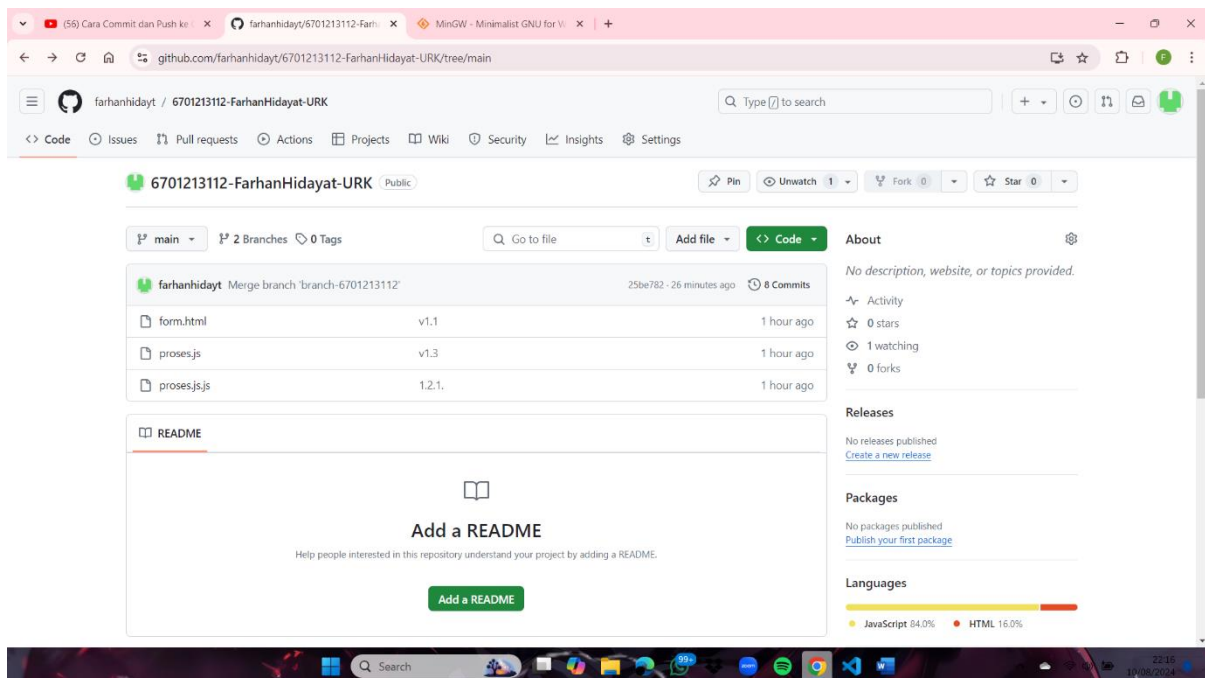 (56) Cara Commit dan Push ke
farhanhidayt/6701213112-Farh
MinGW - Minimalist GNU for W
github.com/farhanhidayt/6701213112-FarhanHidayat-URK/tree/main
F
farhanhidayt / 6701213112-FarhanHidayat-URK
Type / to search
<> Code Issues Pull requests Actions Projects Wiki Security Insights Settings
6701213112-FarhanHidayat-URK Public
Pin Unwatch 1 Fork 0 Star 0
main 2 Branches 0 Tags Go to file t Add file <> Code
About
No description, website, or topics provided.
farhanhidayt Merge branch 'branch-6701213112' 25be782 · 26 minutes ago 8 Commits
form.html v1.1 1 hour ago
proses.js v1.3 1 hour ago
proses.js.js 1.2.1. 1 hour ago
Activity
0 stars
1 watching
0 forks
README
Add a README
Help people interested in this repository understand your project by adding a README.
Add a README
Releases
No releases published
Create a new release
Packages
No packages published
Publish your first package
Languages
JavaScript 84.0% HTML 16.0%
Search
99+
zoom
W
22:16
10/08/2024